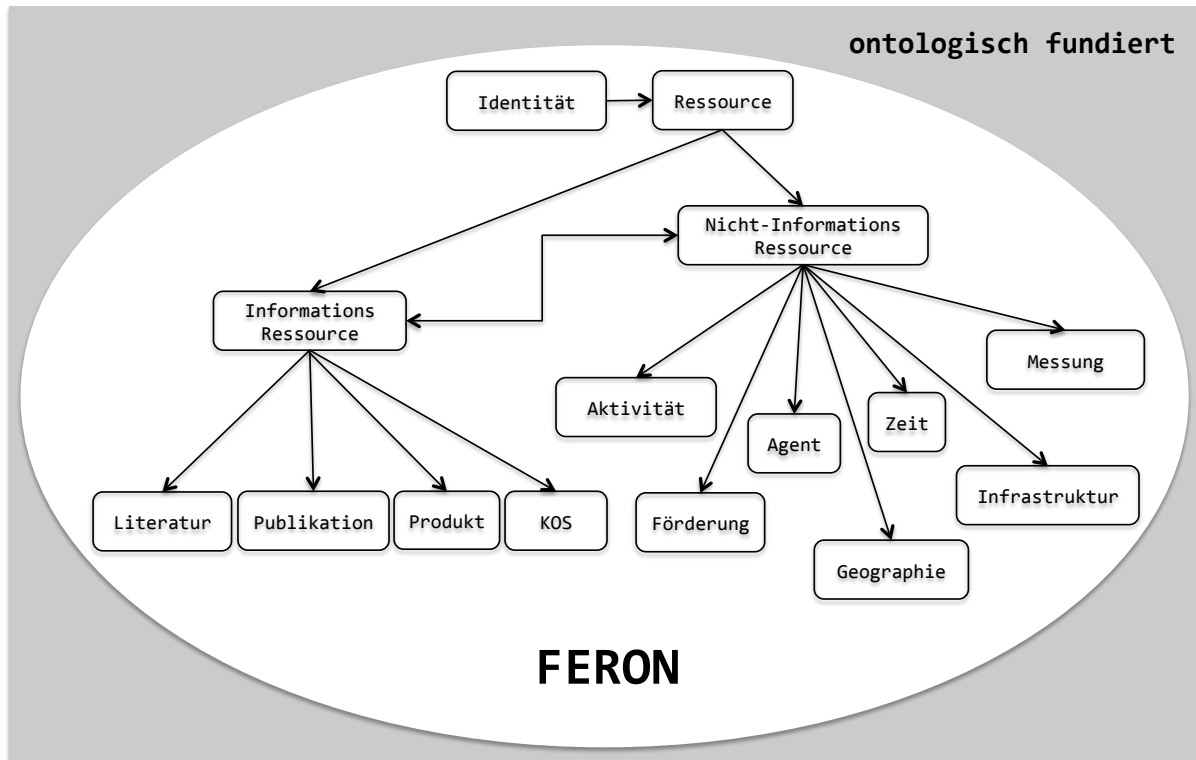 ontologisch fundiert
Identität
Ressource
Nicht-Informations
Ressource
Informations
Ressource
Messung
Aktivität
Zeit
Agent
Infrastruktur
Literatur
Publikation
Produkt
KOS
Förderung
Geographie
FERON